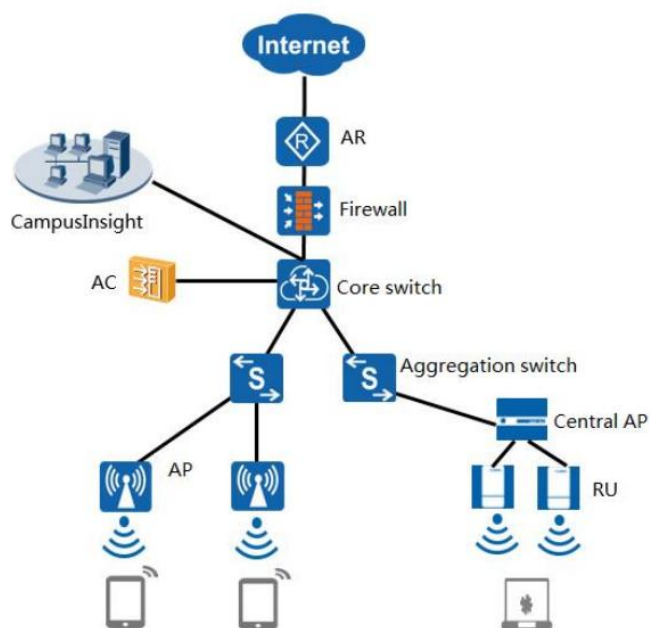 Internet
R
AR
Firewall
CampusInsight
AC
Core switch
S
S
Aggregation switch
Central AP
AP
RU